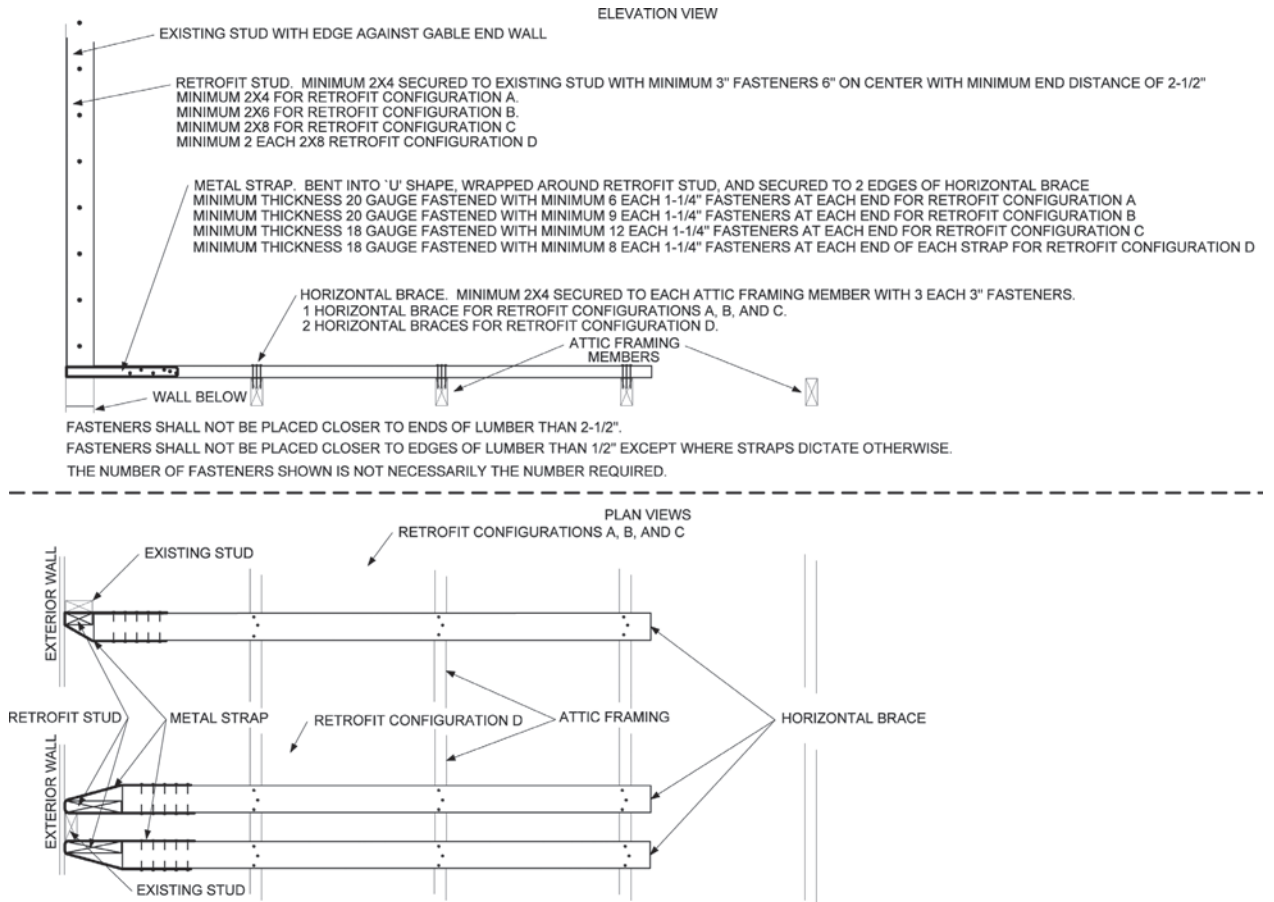 ELEVATION VIEW
EXISTING STUD WITH EDGE AGAINST GABLE END WALL
RETROFIT STUD. MINIMUM 2X4 SECURED TO EXISTING STUD WITH MINIMUM 3" FASTENERS 6" ON CENTER WITH MINIMUM END DISTANCE OF 2-1/2"
MINIMUM 2X4 FOR RETROFIT CONFIGURATION A.
MINIMUM 2X6 FOR RETROFIT CONFIGURATION B.
MINIMUM 2X8 FOR RETROFIT CONFIGURATION C
MINIMUM 2 EACH 2X8 RETROFIT CONFIGURATION D
METAL STRAP. BENT INTO `U' SHAPE, WRAPPED AROUND RETROFIT STUD, AND SECURED TO 2 EDGES OF HORIZONTAL BRACE
MINIMUM THICKNESS 20 GAUGE FASTENED WITH MINIMUM 6 EACH 1-1/4" FASTENERS AT EACH END FOR RETROFIT CONFIGURATION A
MINIMUM THICKNESS 20 GAUGE FASTENED WITH MINIMUM 9 EACH 1-1/4" FASTENERS AT EACH END FOR RETROFIT CONFIGURATION B
MINIMUM THICKNESS 18 GAUGE FASTENED WITH MINIMUM 12 EACH 1-1/4" FASTENERS AT EACH END FOR RETROFIT CONFIGURATION C
MINIMUM THICKNESS 18 GAUGE FASTENED WITH MINIMUM 8 EACH 1-1/4" FASTENERS AT EACH END OF EACH STRAP FOR RETROFIT CONFIGURATION D
HORIZONTAL BRACE. MINIMUM 2X4 SECURED TO EACH ATTIC FRAMING MEMBER WITH 3 EACH 3" FASTENERS.
1 HORIZONTAL BRACE FOR RETROFIT CONFIGURATIONS A, B, AND C.
2 HORIZONTAL BRACES FOR RETROFIT CONFIGURATION D.
ATTIC FRAMING
MEMBERS
WALL BELOW
FASTENERS SHALL NOT BE PLACED CLOSER TO ENDS OF LUMBER THAN 2-1/2".
FASTENERS SHALL NOT BE PLACED CLOSER TO EDGES OF LUMBER THAN 1/2" EXCEPT WHERE STRAPS DICTATE OTHERWISE.
THE NUMBER OF FASTENERS SHOWN IS NOT NECESSARILY THE NUMBER REQUIRED.
PLAN VIEWS
RETROFIT CONFIGURATIONS A, B, AND C
EXISTING STUD
EXTERIOR WALL
RETROFIT STUD
METAL STRAP
RETROFIT CONFIGURATION D
ATTIC FRAMING
HORIZONTAL BRACE
EXTERIOR WALL
EXISTING STUD